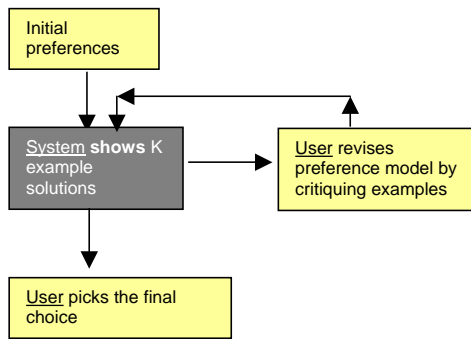 Initial
preferences
System shows K
example
solutions
User revises
preference model by
critiquing examples
User picks the final
choice